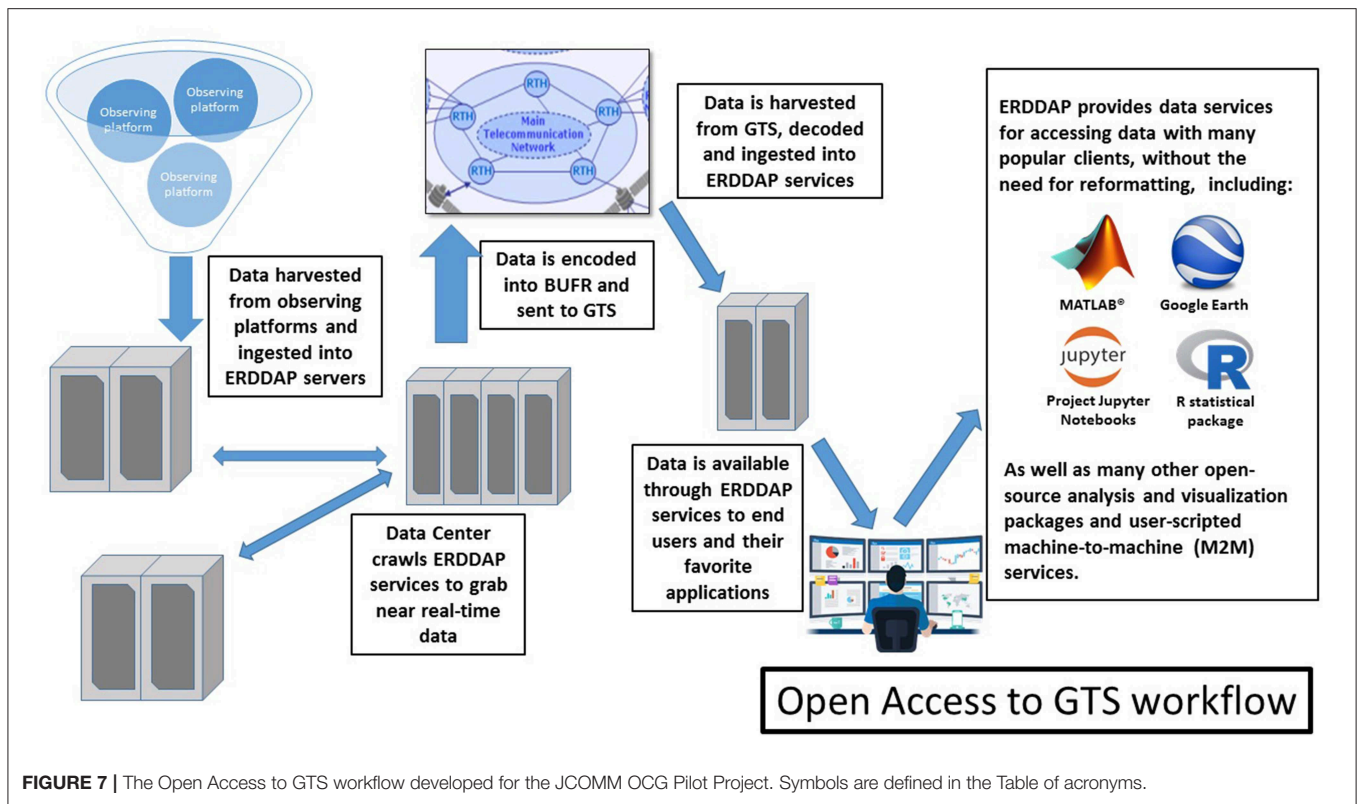 Observing
platform
Observing
platform
Observing
platform
Data harvested
from observing
platforms and
ingested into
ERDDAP servers
Data Center
crawls ERDDAP
services to grab
near real-time
data
Data is encoded
into BUFR and
sent to GTS
RTH
RTH
RTH
Main
Telecommunication
Network
RTH
RTH
Data is harvested
from GTS, decoded
and ingested into
ERDDAP services
Data is available
through ERDDAP
services to end
users and their
favorite
applications
ERDDAP provides data services
for accessing data with many
popular clients, without the
need for reformatting, including:
MATLAB®
Google Earth
jupyter
R
Project Jupyter
Notebooks
R statistical
package
As well as many other open-
source analysis and visualization
packages and user-scripted
machine-to-machine (M2M)
services.
Open Access to GTS workflow
FIGURE 7 | The Open Access to GTS workflow developed for the JCOMM OCG Pilot Project. Symbols are defined in the Table of acronyms.